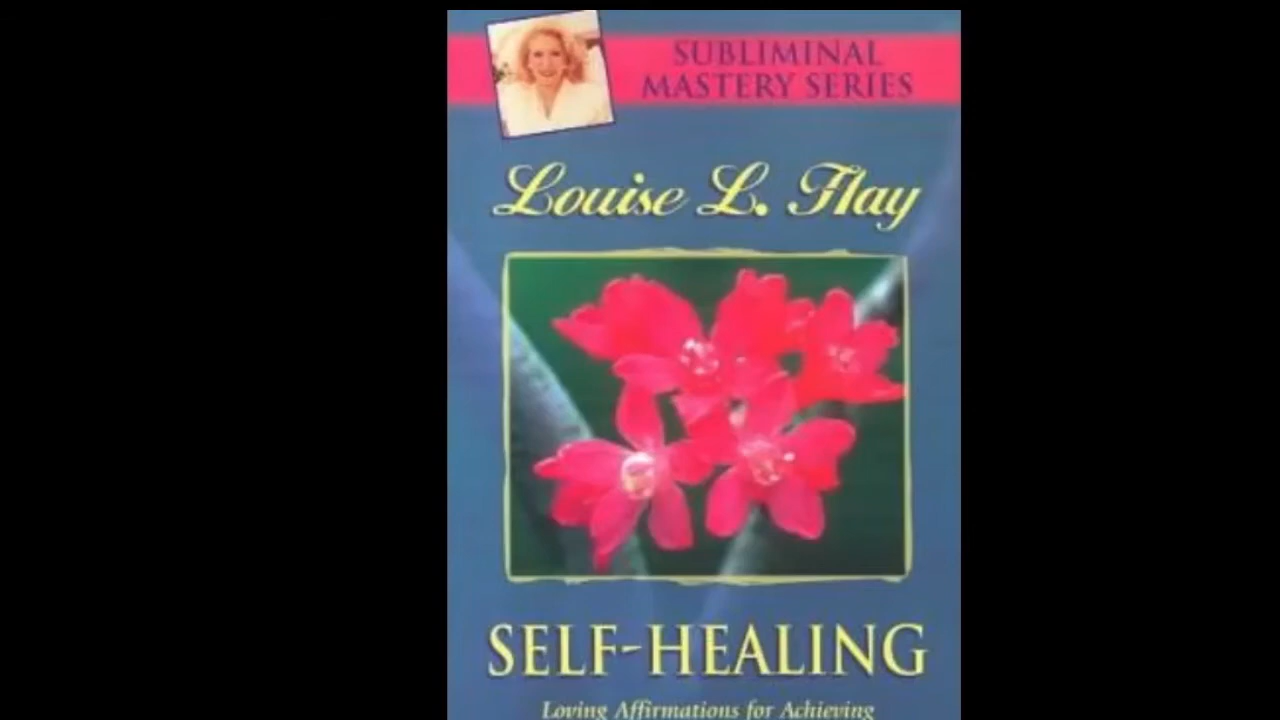 SUBLIMINAL
MASTERY SERIES
Louise L. Hay
SELF-HEALING
Loving Affirmations for Achieving